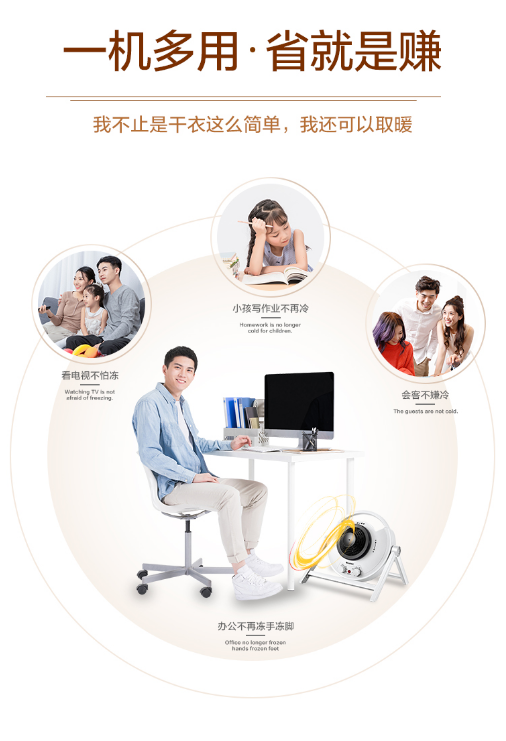 一机多用·省就是赚
我不止是干衣这么简单，我还可以取暖
小孩写作业不再冷
Homework is no longer
cold for children.
看电视不怕冻
Watching TV is not
afraid of freezing.
会客不嫌冷
The guests are not cold.
办公不再冻手冻脚
Office no longer frozen
hands frozen feet